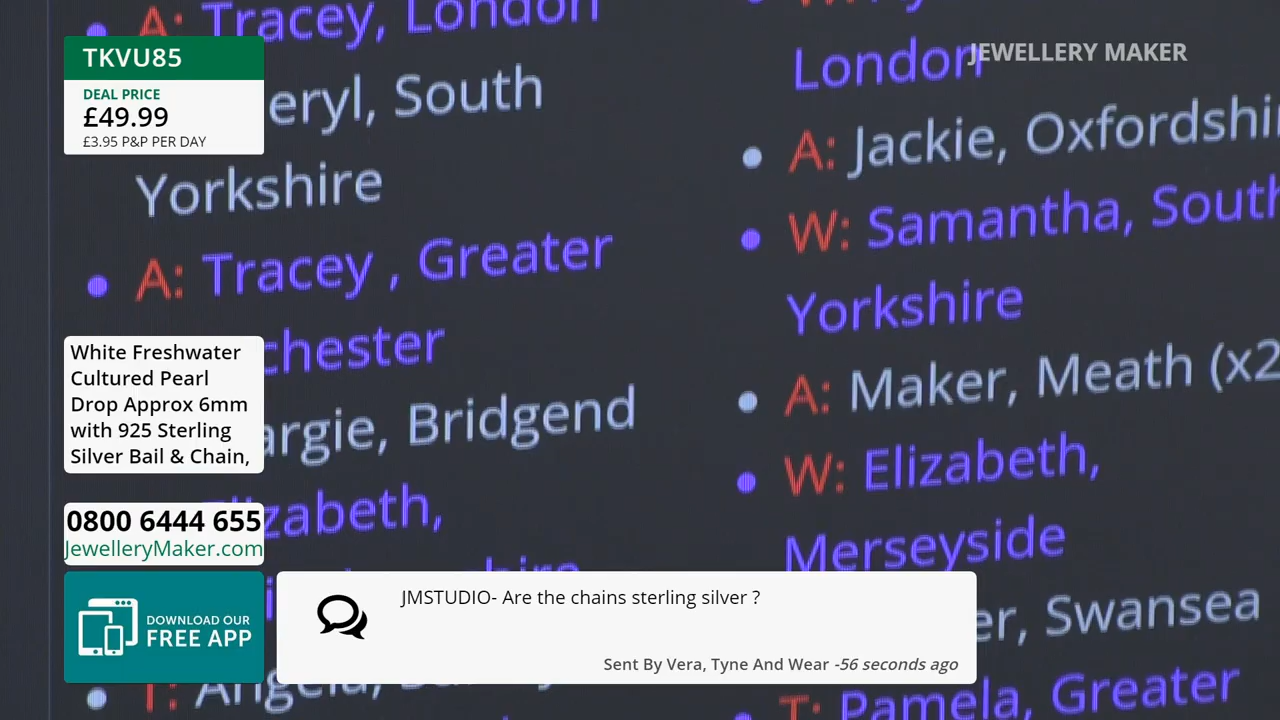 TKVU85
DEAL PRICE
£49.99
£3.95 P&P PER DAY
White Freshwater
Cultured Pearl
Drop Approx 6mm
with 925 Sterling
Silver Bail & Chain,
0800 6444 655
JewelleryMaker.com
DOWNLOAD OUR
FREE APP
JMSTUDIO- Are the chains sterling silver ?
Sent By Vera, Tyne And Wear -56 seconds ago
JEWELLERY MAKER
A: Tracey, London
eryl, South
Yorkshire
A: Tracey , Greater
chester
argie, Bridgend
zabeth,
T: Angela,
London
A: Jackie, Oxfordshi
W: Samantha, South
Yorkshire
A: Maker, Meath (x2
W: Elizabeth,
Merseyside
er, Swansea
T: Pamela, Greater